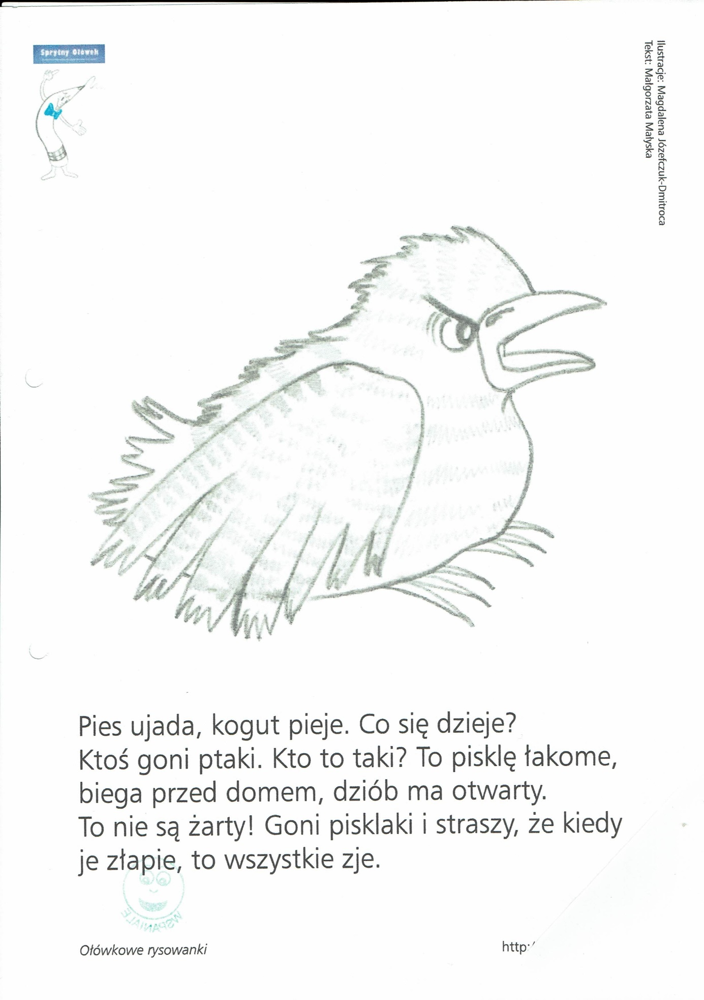 Sprytny Ołówek
Ilustracje: Magdalena Józefczuk-Dmitroca
Tekst: Małgorzata Małyska
Pies ujada, kogut pieje. Co się dzieje?
Ktoś goni ptaki. Kto to taki? To pisklę łakome,
biega przed domem, dziób ma otwarty.
To nie są żarty! Goni pisklaki i straszy, że kiedy
je złapie, to wszystkie zje.
WSPANIALE
Ołówkowe rysowanki
http:/